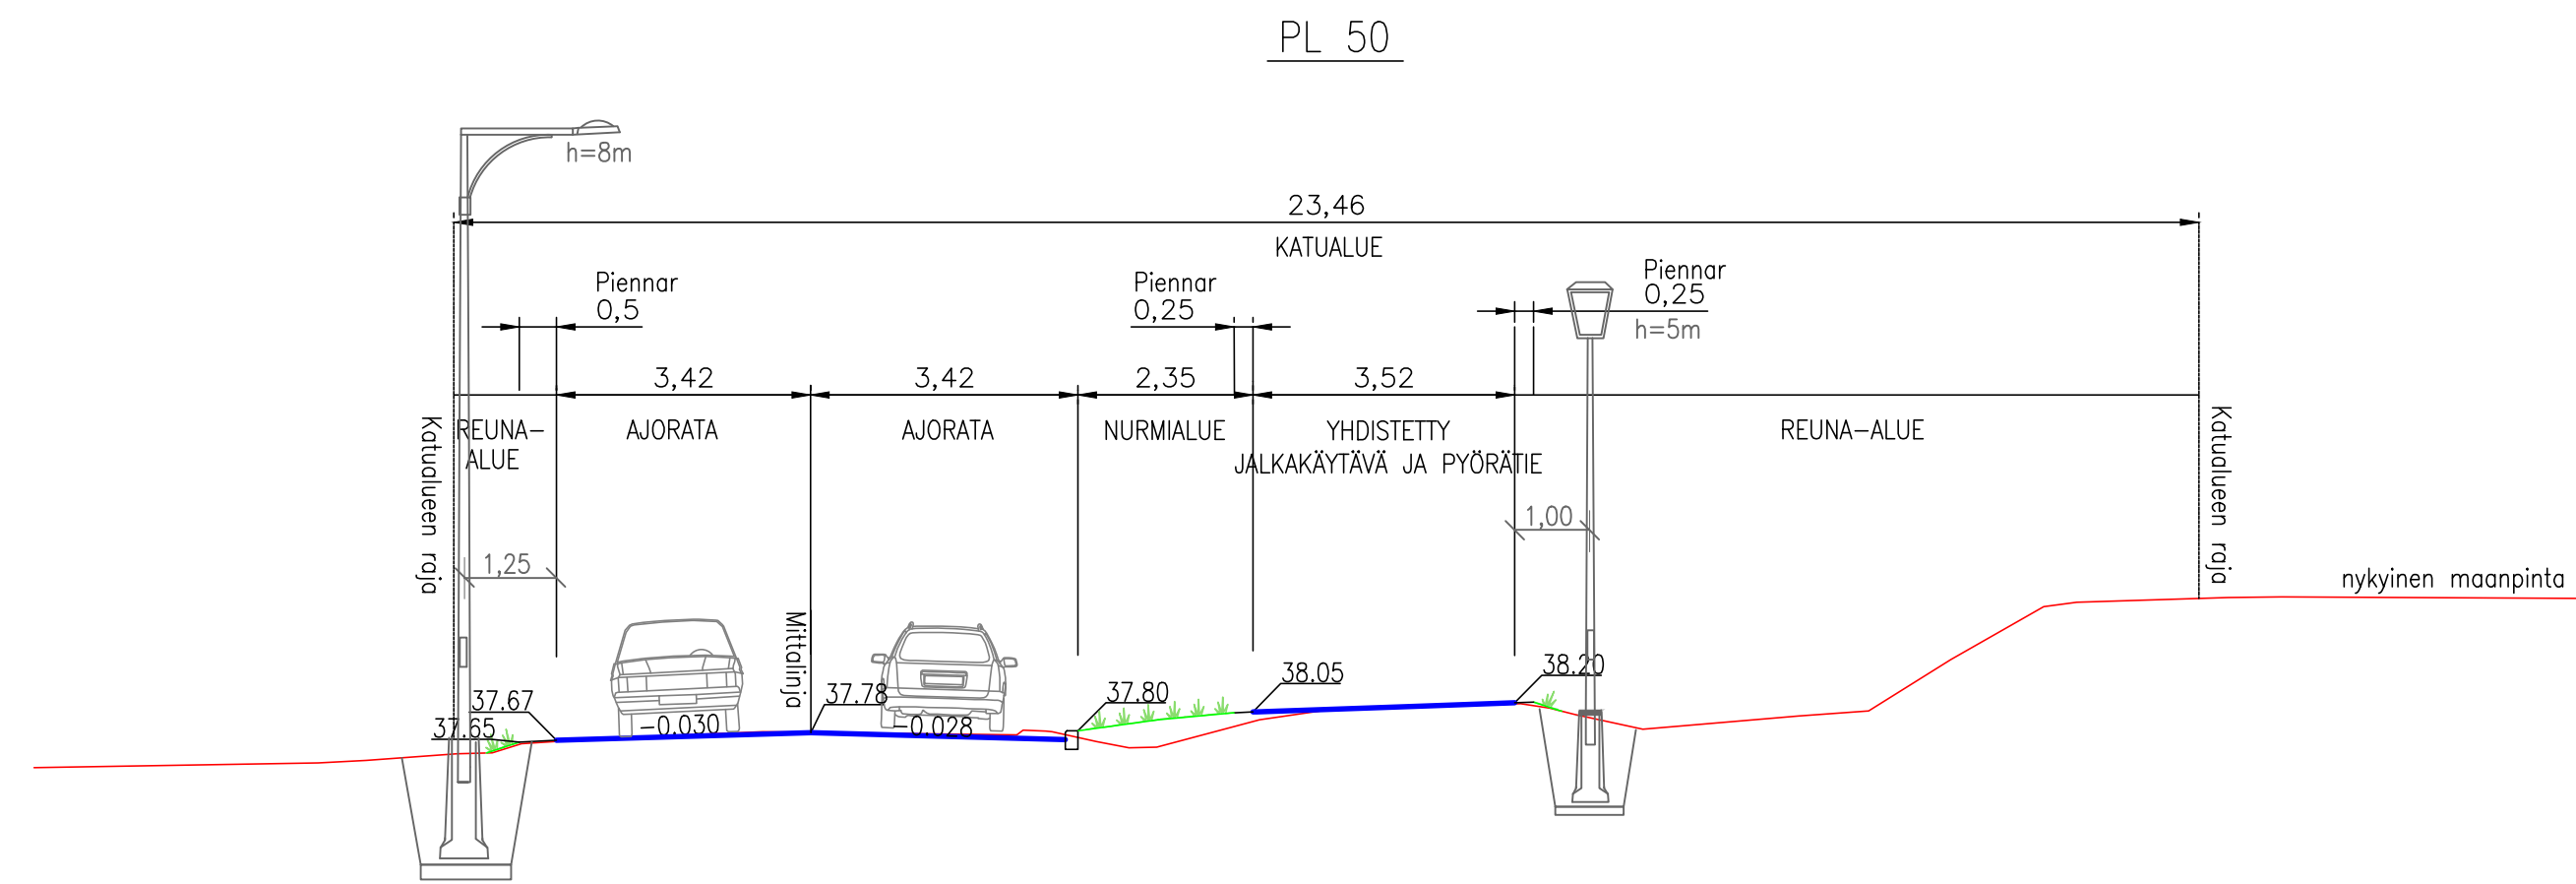 PL 50
h=8m
23,46
KATUALUE
Piennar
0,5
Piennar
0,25
Piennar
0,25
h=5m
3,42
3,42
2,35
3,52
REUNA-
ALUE
AJORATA
AJORATA
NURMIALUE
YHDISTETTY
JALKAKÄYTÄVÄ JA PYÖRÄTIE
REUNA-ALUE
Katualueen raja
Katualueen raja
1,25
1,00
nykyinen maanpinta
Mittalinja
37.65
37.67
-0.030
37.78
-0.028
37.80
38.05
38.20